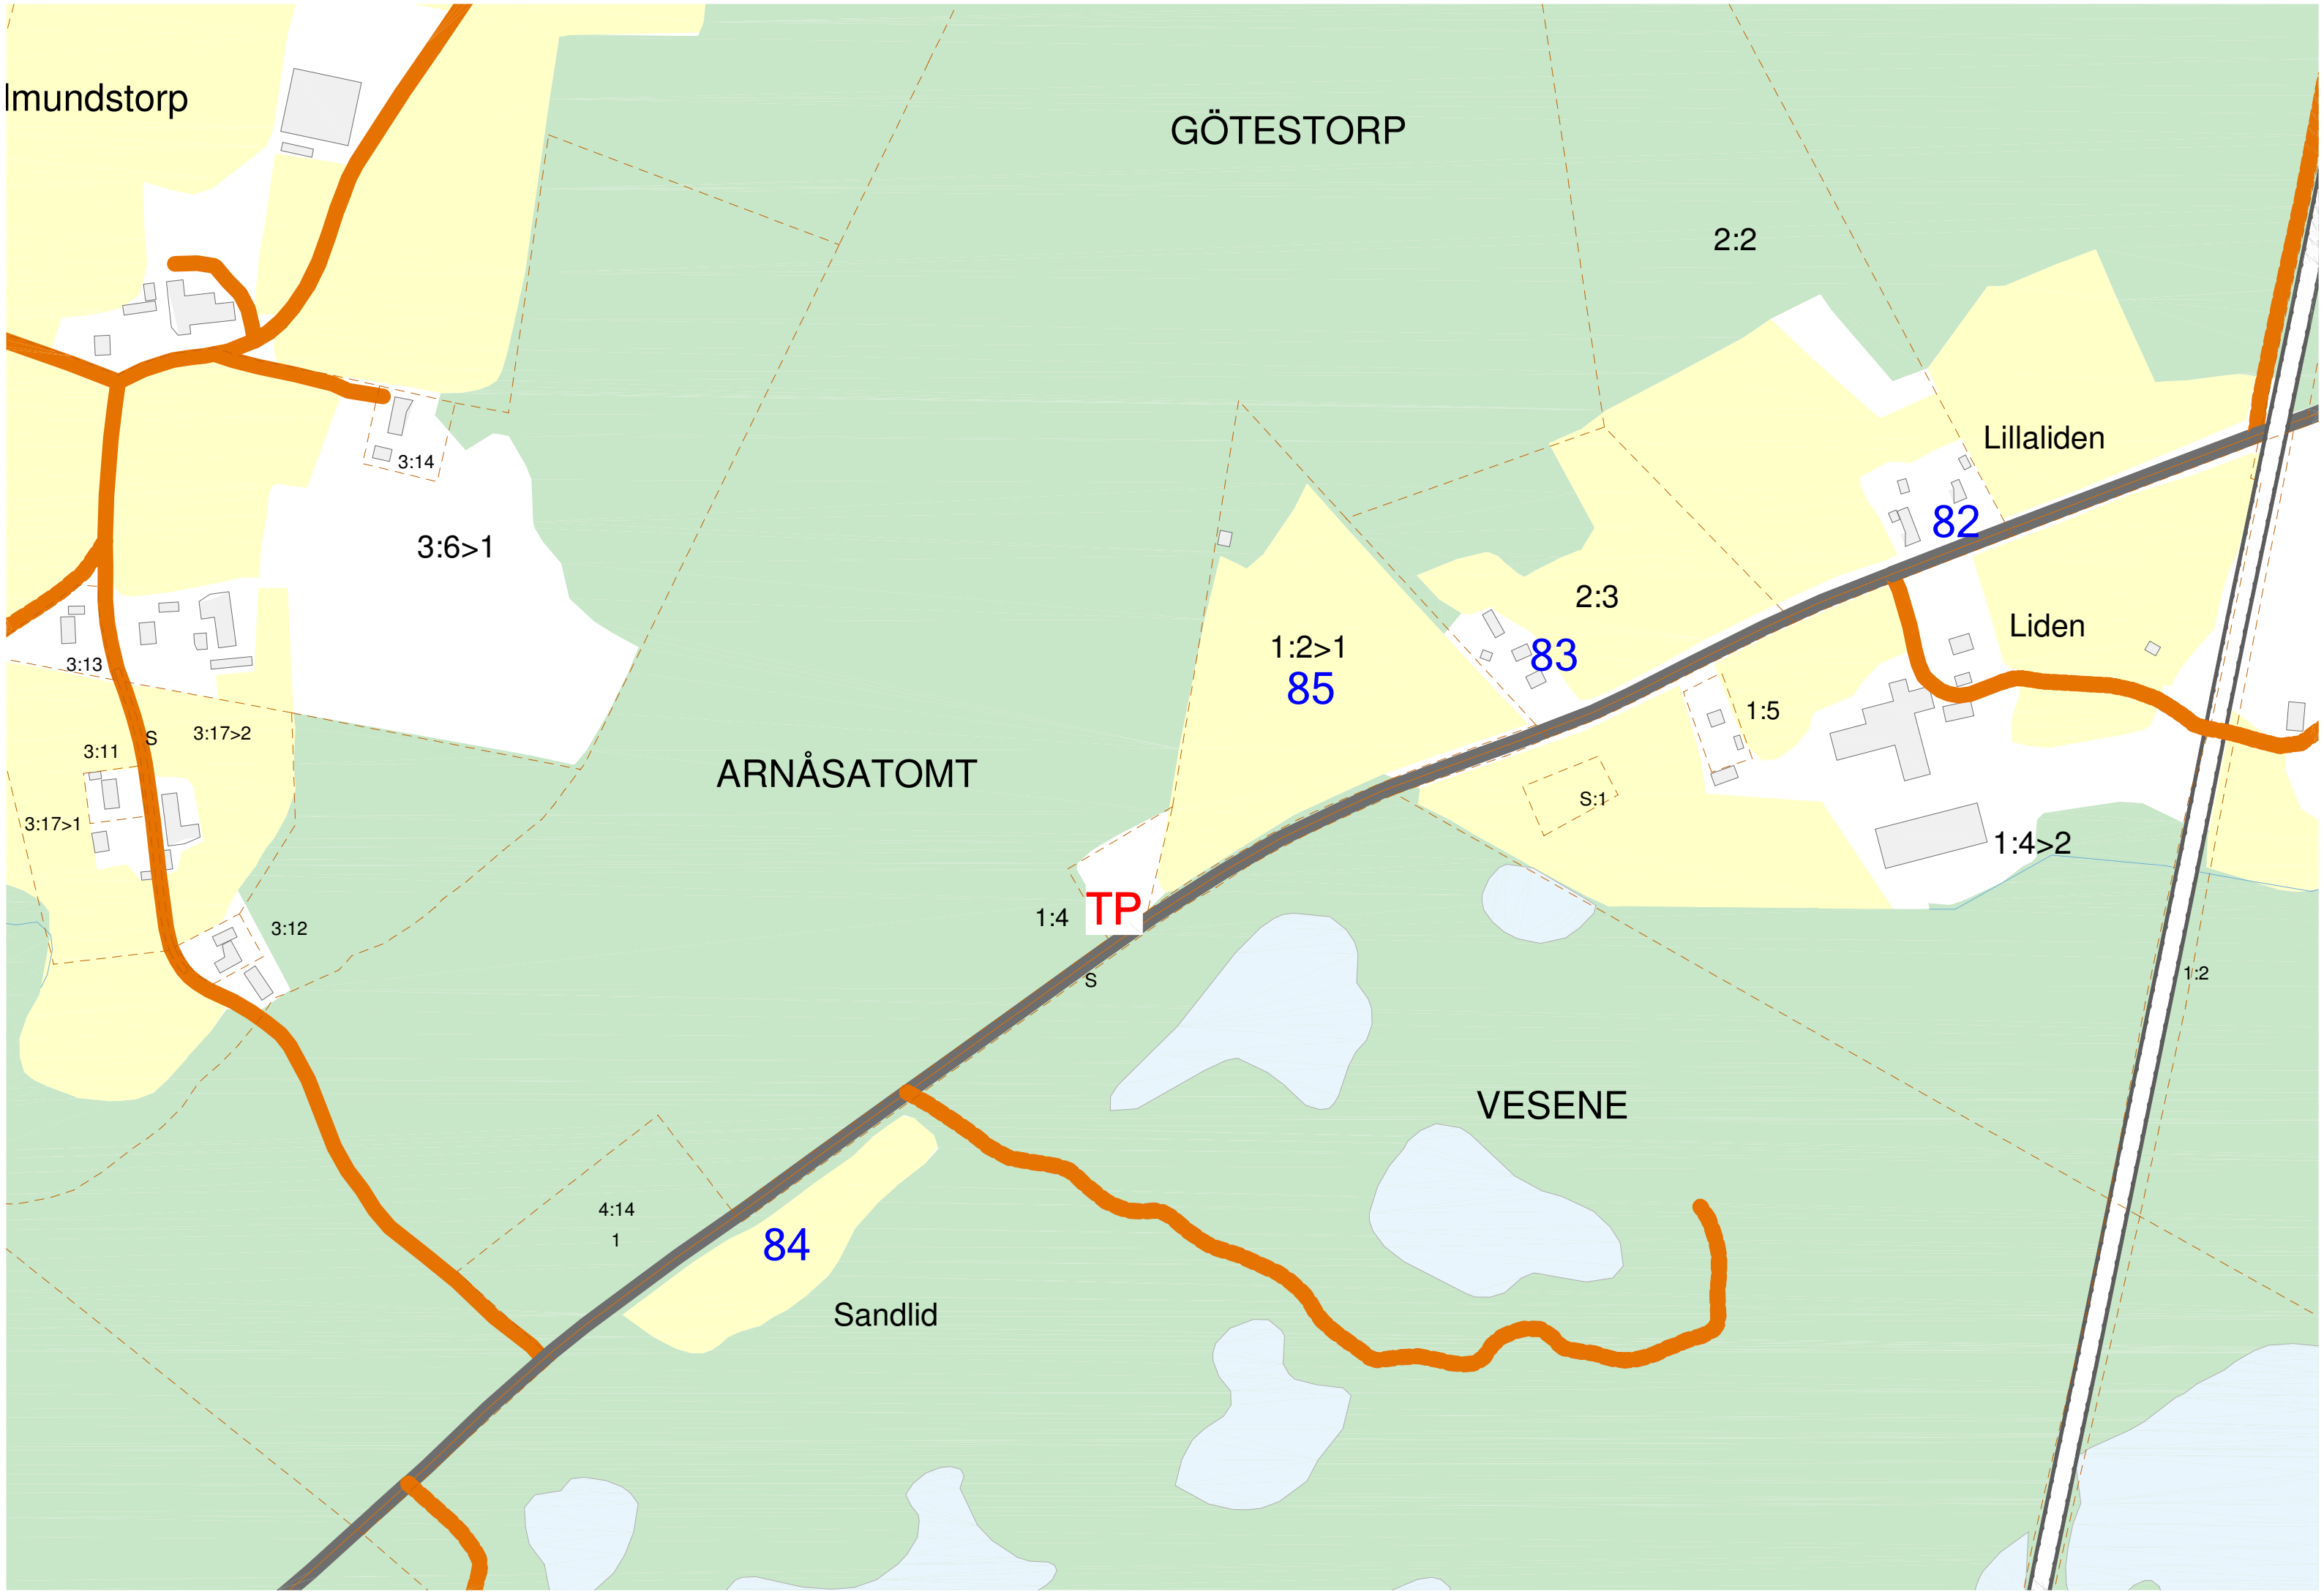 lmundstorp
GÖTESTORP
2:2
Lillaliden
3:14
82
3:6>1
2:3
Liden
1:2>1
83
3:13
85
1:5
3:17>2
S
3:11
ARNÅSATOMT
S:1
3:17>1
1:4>2
TP
1:4
3:12
S
1:2
VESENE
4:14
1
84
Sandlid